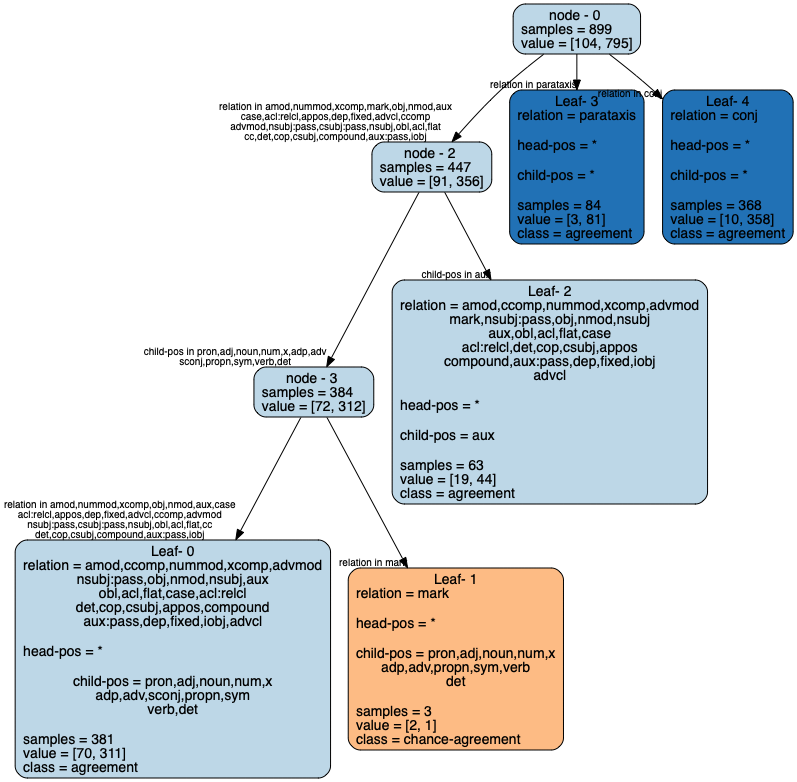 node - 0
samples = 899
value = [104, 795]
relation in parataxis
relation in conj
relation in amod,nummod,xcomp,mark,obj,nmod,aux
case,acl:relcl,appos,dep,fixed,advcl,ccomp
advmod,nsubj:pass,csubj:pass,nsubj,obl,acl,flat
cc,det,cop,csubj,compound,aux:pass,iobj
Leaf- 3
relation = parataxis
head-pos = *
child-pos = *
samples = 84
value = [3, 81]
class = agreement
Leaf- 4
relation = conj
head-pos = *
child-pos = *
samples = 368
value = [10, 358]
class = agreement
node - 2
samples = 447
value = [91, 356]
child-pos in aux
Leaf- 2
relation = amod,ccomp,nummod,xcomp,advmod
mark,nsubj:pass,obj,nmod,nsubj
aux,obl,acl,flat,case
acl:relcl,det,cop,csubj,appos
compound,aux:pass,dep,fixed,iobj
advcl
head-pos = *
child-pos = aux
samples = 63
value = [19, 44]
class = agreement
child-pos in pron,adj,noun,num,x,adp,adv
sconj,propn,sym,verb,det
node - 3
samples = 384
value = [72, 312]
relation in amod,nummod,xcomp,obj,nmod,aux,case
acl:relcl,appos,dep,fixed,advcl,ccomp,advmod
nsubj:pass,csubj:pass,nsubj,obl,acl,flat,cc
det,cop,csubj,compound,aux:pass,iobj
relation in mark
Leaf- 0
relation = amod,ccomp,nummod,xcomp,advmod
nsubj:pass,obj,nmod,nsubj,aux
obl,acl,flat,case,acl:relcl
det,cop,csubj,appos,compound
aux:pass,dep,fixed,iobj,advcl
head-pos = *
child-pos = pron,adj,noun,num,x
adp,adv,sconj,propn,sym
verb,det
samples = 381
value = [70, 311]
class = agreement
Leaf- 1
relation = mark
head-pos = *
child-pos = pron,adj,noun,num,x
adp,adv,propn,sym,verb
det
samples = 3
value = [2, 1]
class = chance-agreement